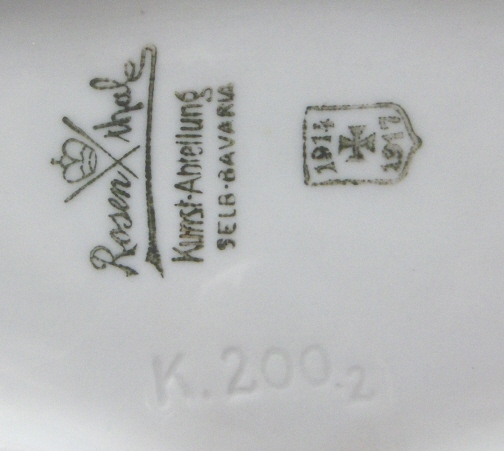 Rosenthal
Kunst-Abteilung
SELB-BAVARIA
1914
1917
K.200.2